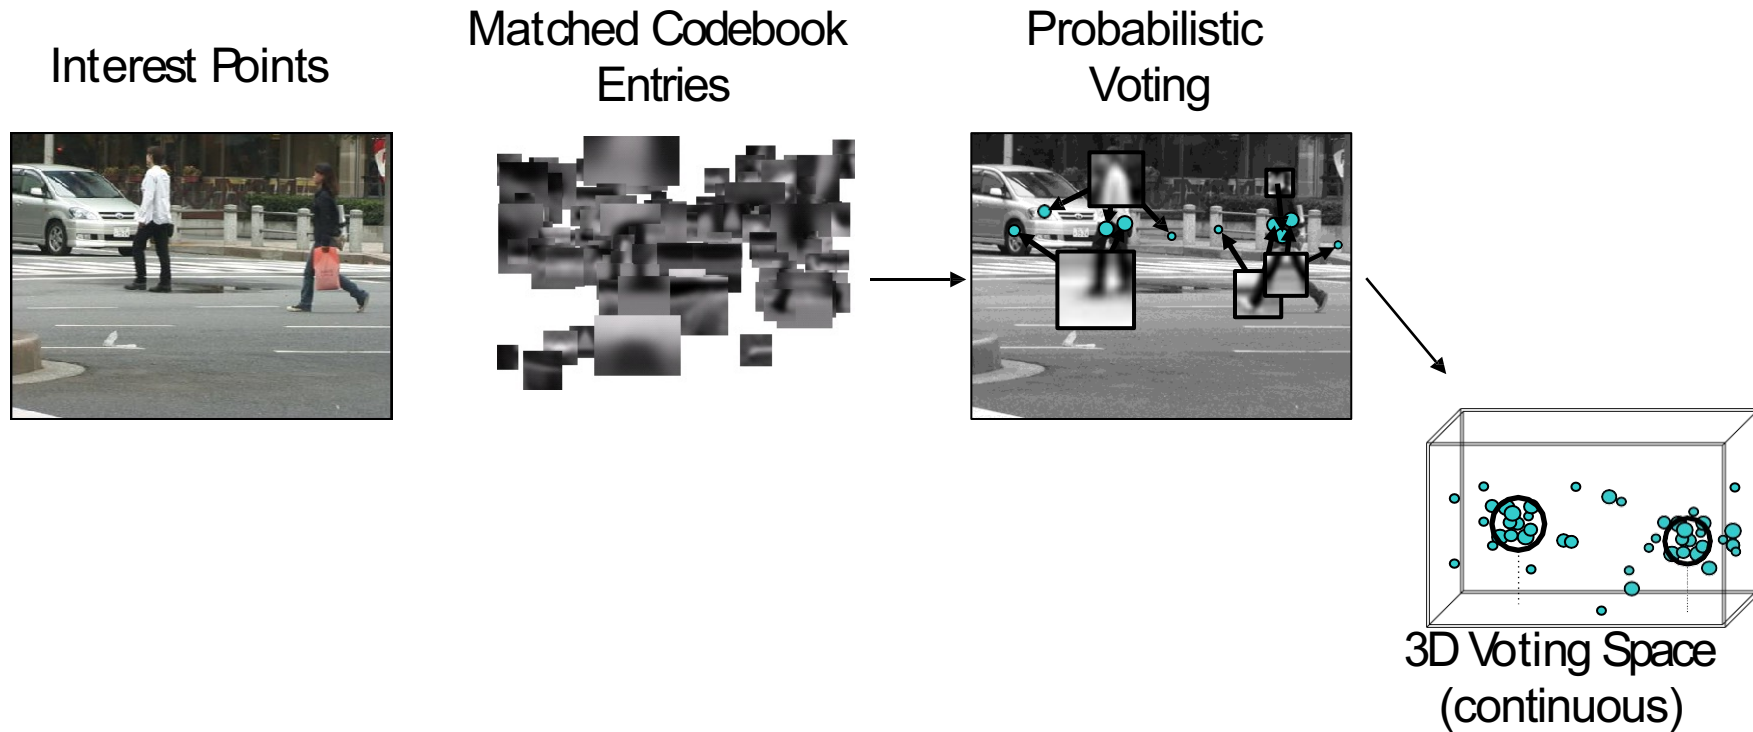 Interest Points
Matched Codebook
Entries
Probabilistic
Voting
3D Voting Space
(continuous)